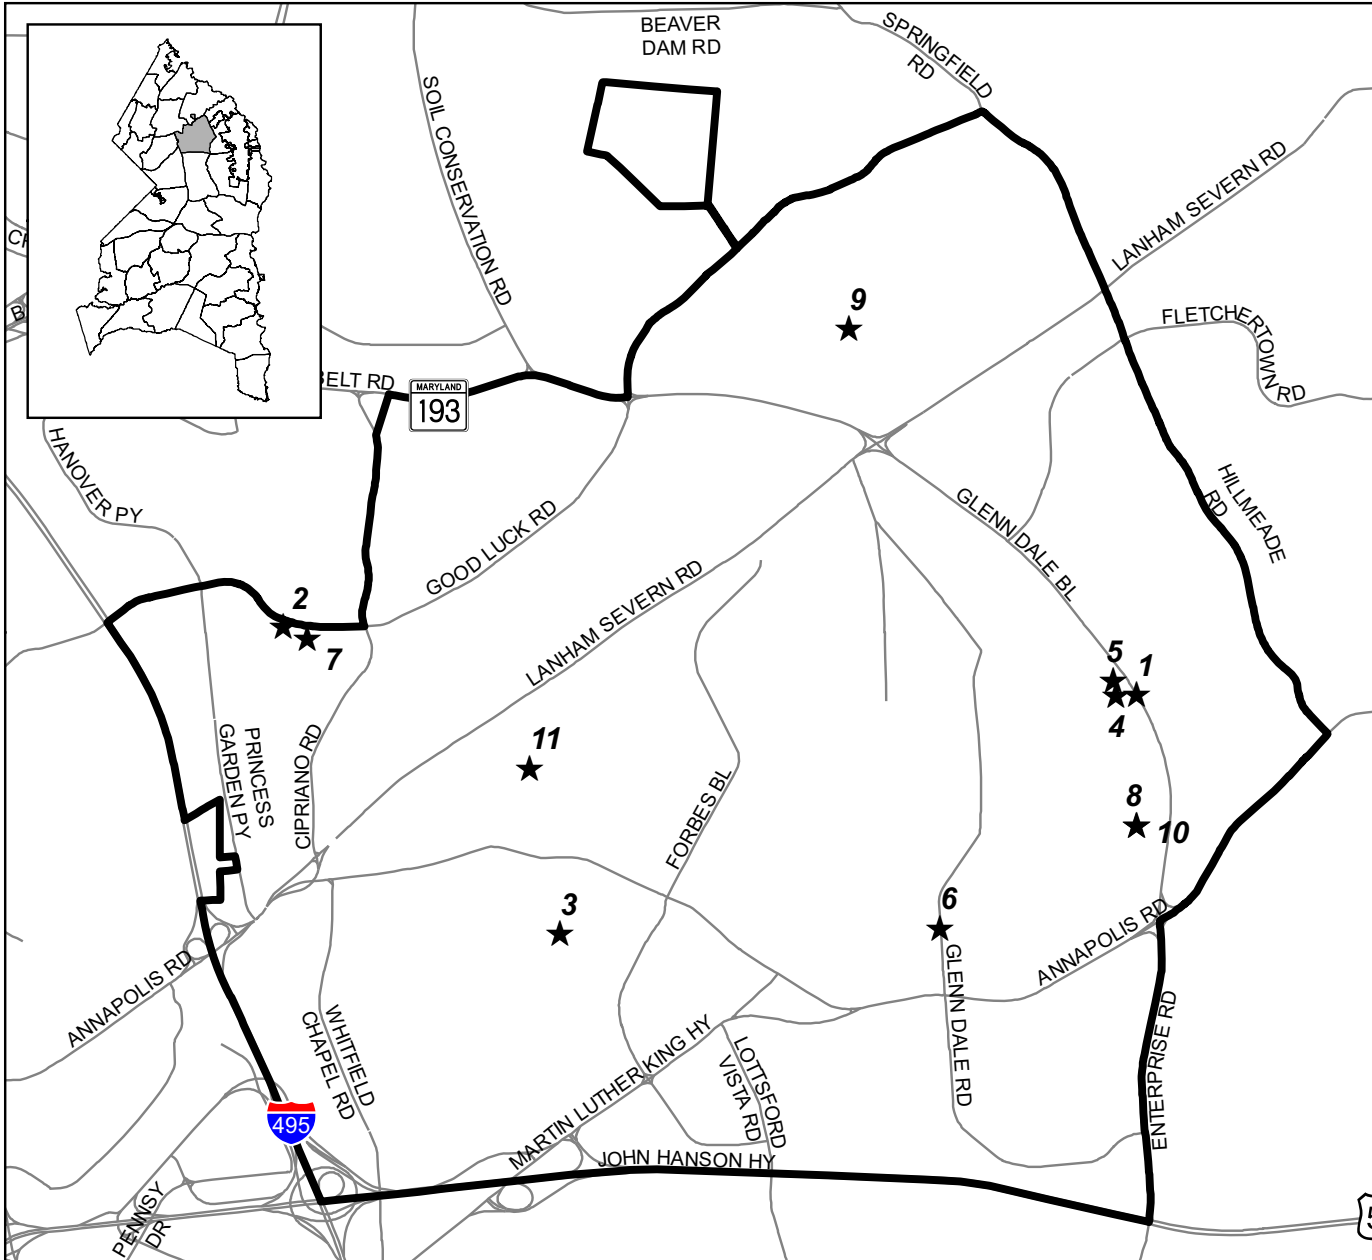 BEAVER
DAM RD
SPRINGFIELD
RD
SOIL CONSERVATION RD
LANHAM SEVERN RD
FLETCHERTOWN
RD
9
BELT RD
MARYLAND
193
HANOVER PY
HILLMEADE
RD
GLENN DALE BL
GOOD LUCK RD
LANHAM SEVERN RD
2
7
5
1
4
PRINCESS
GARDEN PY
CIPRIANO RD
11
FORBES BL
8
10
3
6
ANNAPOLIS RD
ANNAPOLIS RD
GLENN DALE RD
ENTERPRISE RD
WHITFIELD
CHAPEL RD
MARTIN LUTHER KING HY
LOTTSFORD
VISTA RD
495
JOHN HANSON HY
PENNSY
DR
5